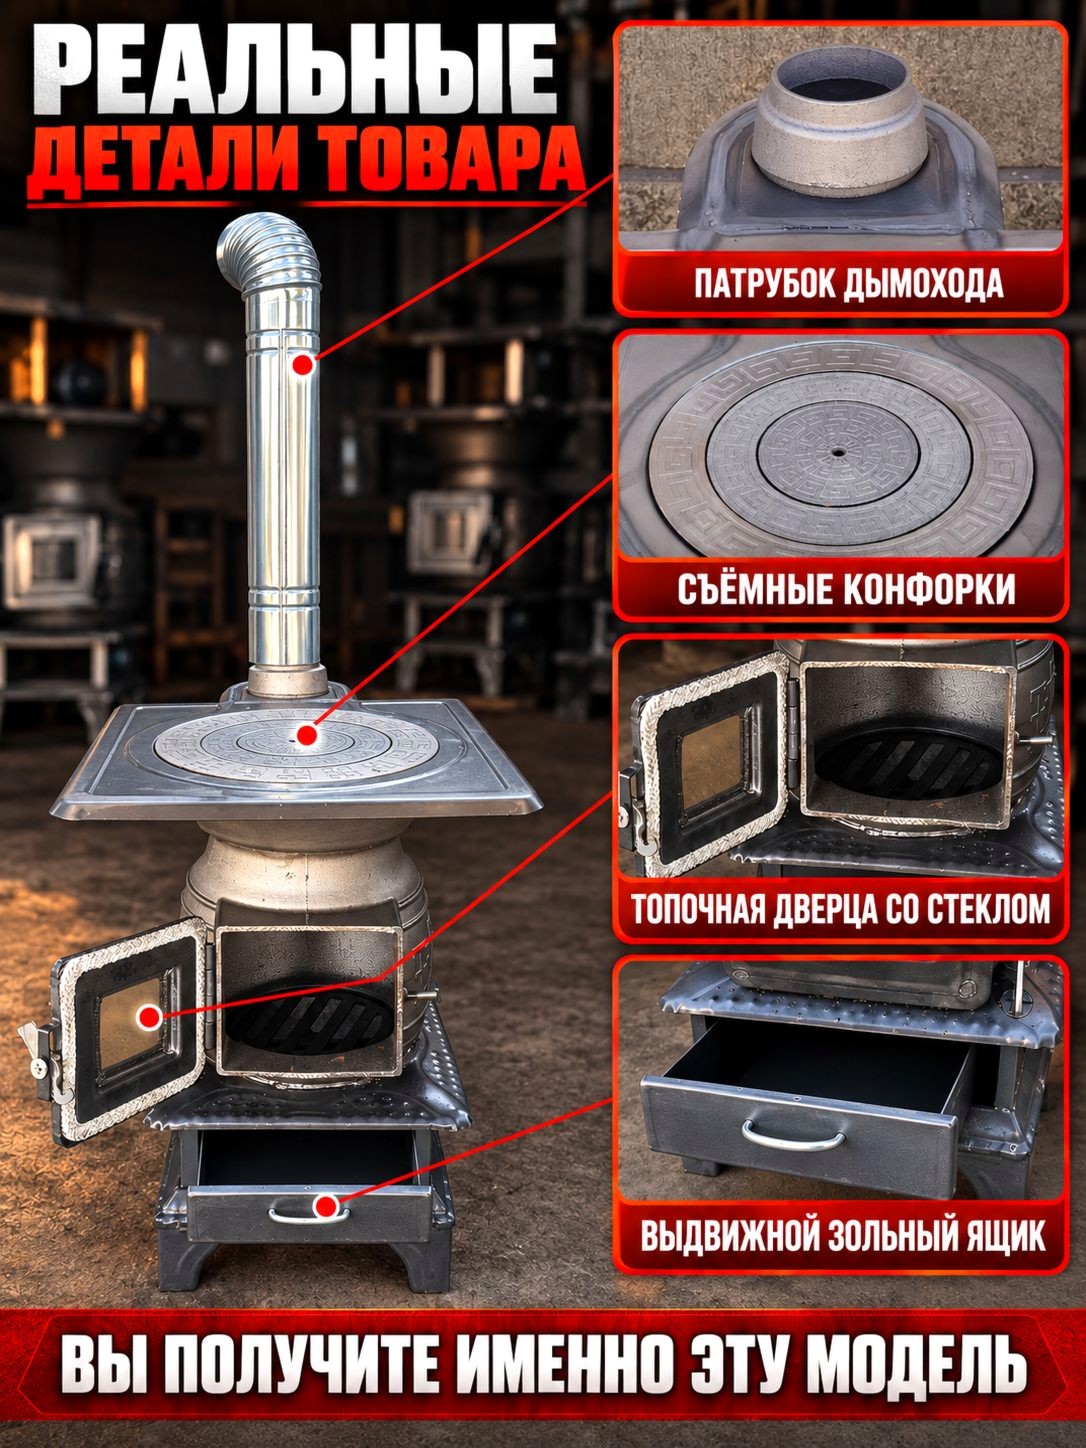 РЕАЛЬНЫЕ
ДЕТАЛИ ТОВАРА
ПАТРУБОК ДЫМОХОДА
СЪЁМНЫЕ КОНФОРКИ
ТОПОЧНАЯ ДВЕРЦА СО СТЕКЛОМ
ВЫДВИЖНОЙ ЗОЛЬНЫЙ ЯЩИК
ВЫ ПОЛУЧИТЕ ИМЕННО ЭТУ МОДЕЛЬ